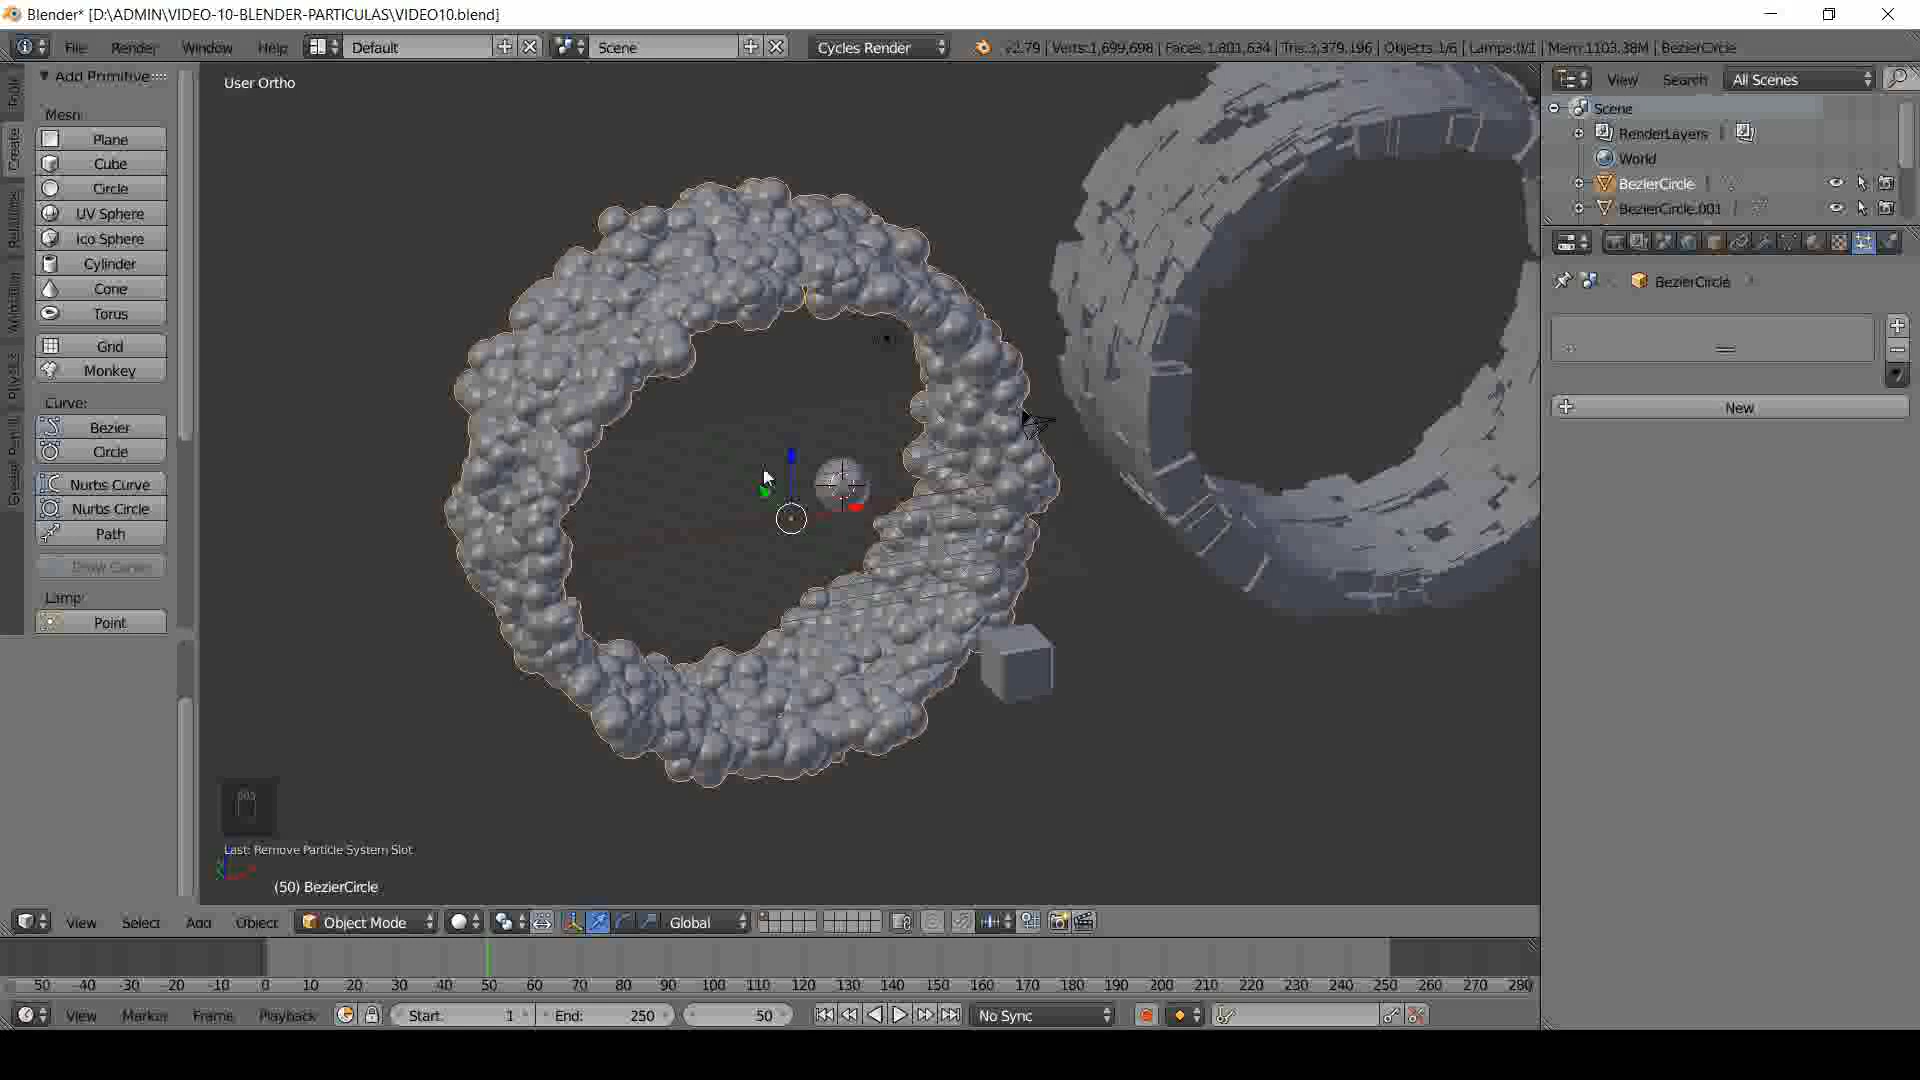 Blender* [D:\ADMIN\VIDEO-10-BLENDER-PARTICULAS\VIDEO10.blend]
File Render Window Help Default Scene Cycles Render v2.79 | Verts:1,699,698 | Faces:1,801,634 | Tris:3,379,196 | Objects:1/6 | Lamps:0/1 | Mem:1103.38M | BezierCircle
Add Primitive
Mesh:
Plane
Cube
Circle
UV Sphere
Ico Sphere
Cylinder
Cone
Torus
Grid
Monkey
Curve:
Bezier
Circle
Nurbs Curve
Nurbs Circle
Path
Draw Curve
Lamp:
Point
Create
User Ortho
Last: Remove Particle System Slot
(50) BezierCircle
View Search All Scenes
Scene
RenderLayers
World
BezierCircle
BezierCircle.001
BezierCircle
New
View Select Add Object Object Mode Global
-40 -30 -20 -10 0 10 20 30 40 50 60 70 80 90 100 110 120 130 140 150 160 170 180 190 200 210 220 230 240 250 260 270 280
View Marker Frame Playback Start: 1 End: 250 50 No Sync